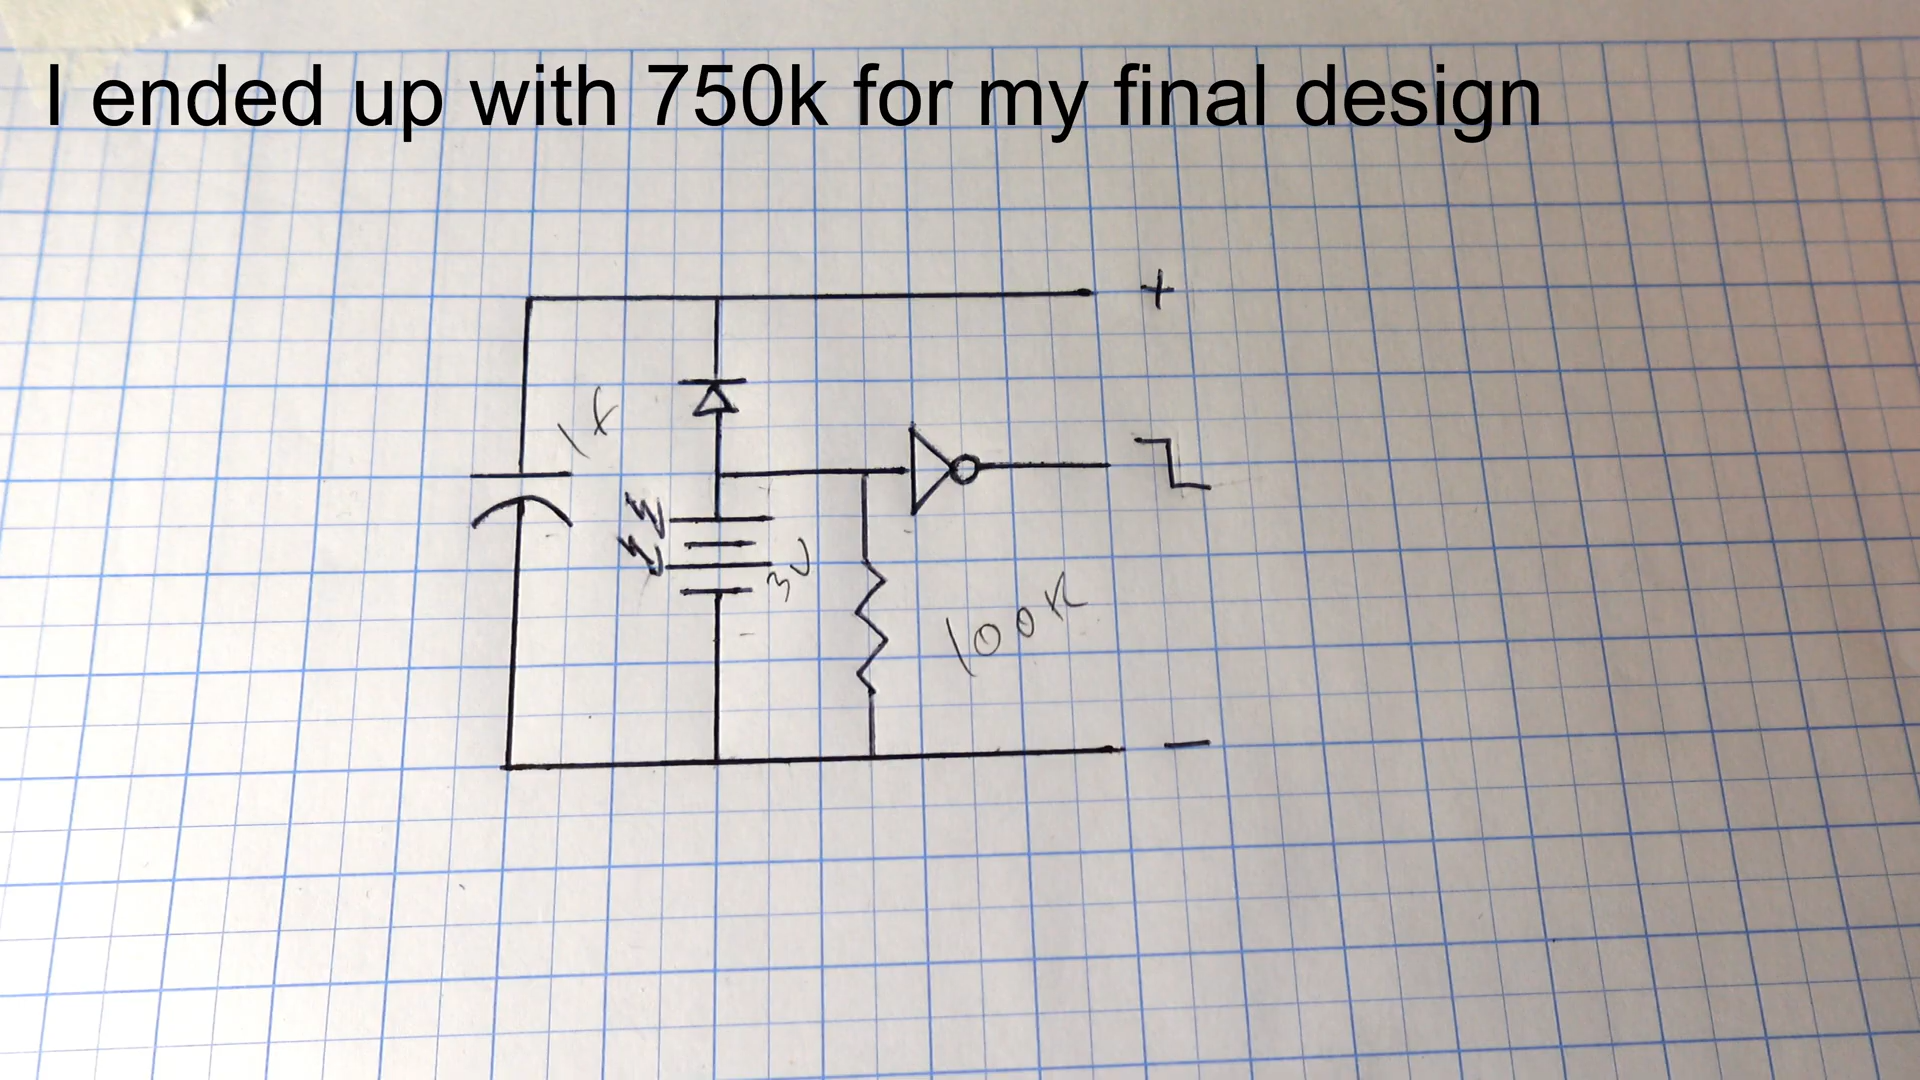 I ended up with 750k for my final design
+
1F
3V
100K
−